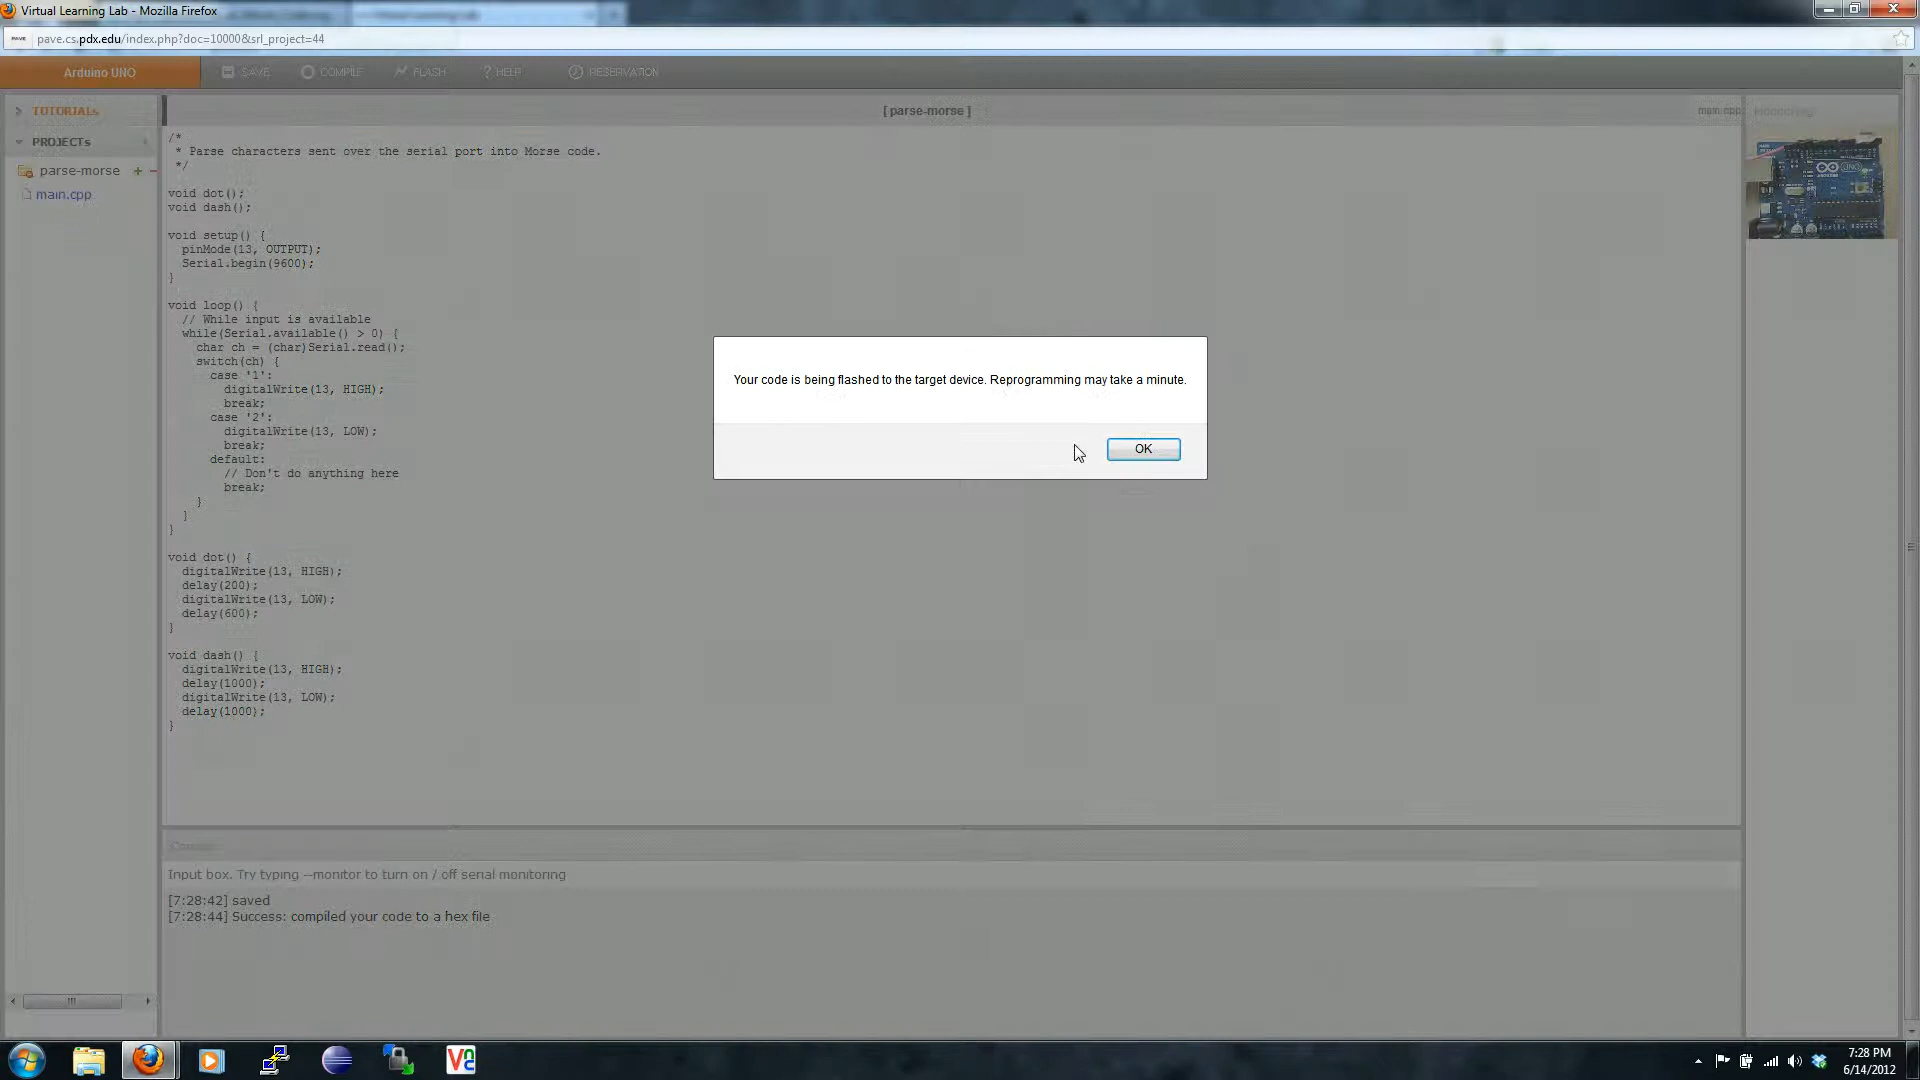 Virtual Learning Lab - Mozilla Firefox
pave.cs.pdx.edu/index.php?doc=10000&srl_project=44
Arduino UNO
SAVE
COMPILE
FLASH
? HELP
RESERVATION
TUTORIALs
PROJECTs
parse-morse + −
main.cpp
[ parse-morse ]
main.cpp
/*
* Parse characters sent over the serial port into Morse code.
*/
void dot();
void dash();
void setup() {
pinMode(13, OUTPUT);
Serial.begin(9600);
}
void loop() {
// While input is available
while(Serial.available() > 0) {
char ch = (char)Serial.read();
switch(ch) {
case '1':
digitalWrite(13, HIGH);
break;
case '2':
digitalWrite(13, LOW);
break;
default:
// Don't do anything here
break;
}
}
}
void dot() {
digitalWrite(13, HIGH);
delay(200);
digitalWrite(13, LOW);
delay(600);
}
void dash() {
digitalWrite(13, HIGH);
delay(1000);
digitalWrite(13, LOW);
delay(1000);
}
Your code is being flashed to the target device. Reprogramming may take a minute.
OK
Input box. Try typing --monitor to turn on / off serial monitoring
[7:28:42] saved
[7:28:44] Success: compiled your code to a hex file
7:28 PM
6/14/2012